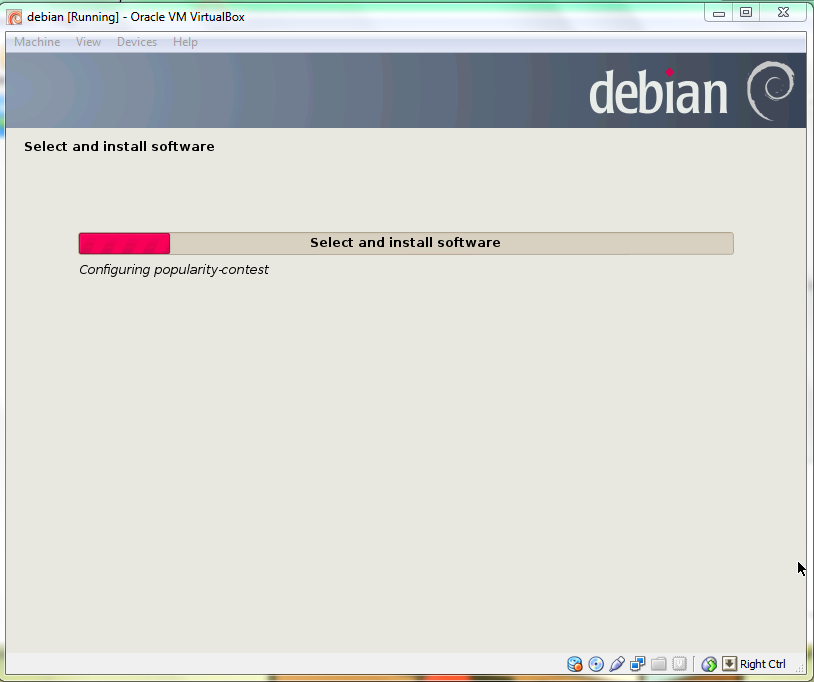 debian [Running] - Oracle VM VirtualBox
Machine View Devices Help
debian
Select and install software
Select and install software
Configuring popularity-contest
Right Ctrl